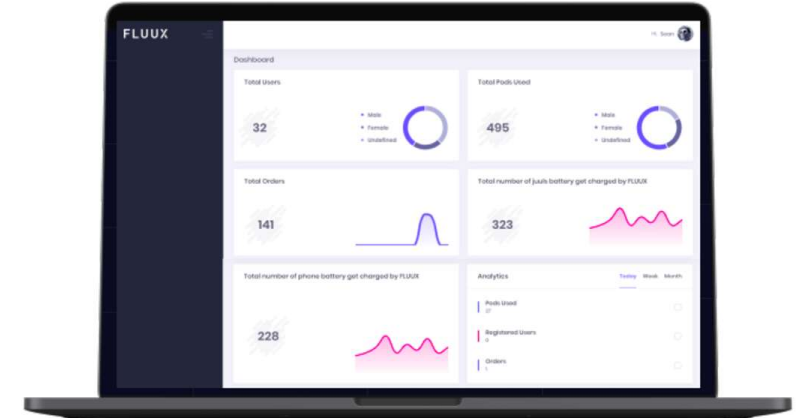 FLUUX
Hi, Sean
Dashboard
Total Users
32
Male
Female
Undefined
Total Pods Used
495
Male
Female
Undefined
Total Orders
141
Total number of juuls battery get charged by FLUUX
323
Total number of phone battery get charged by FLUUX
228
Analytics
Today Week Month
Pods Used
Registered Users
0
Orders
1